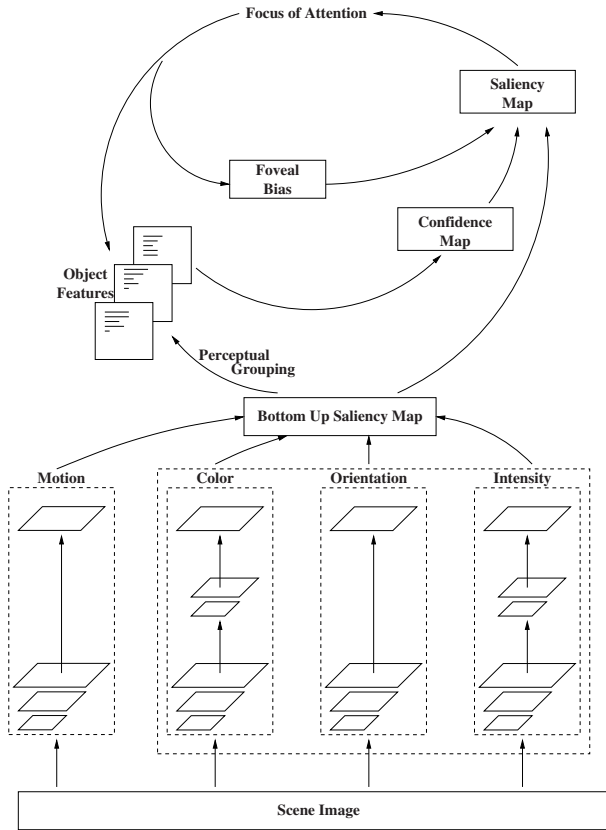 Focus of Attention
Saliency
Map
Foveal
Bias
Confidence
Map
Object
Features
Perceptual
Grouping
Bottom Up Saliency Map
Motion
Color
Orientation
Intensity
Scene Image